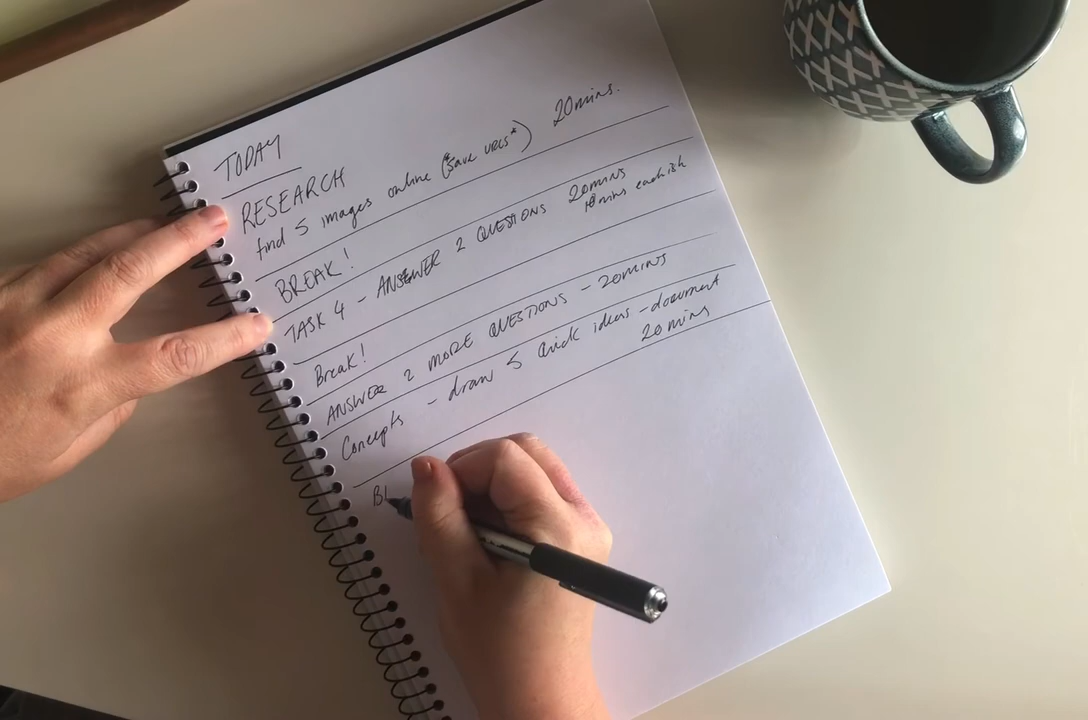 TODAY
RESEARCH
find 5 images online (*save URLS*) 20mins.
BREAK!
TASK 4 - ANSWER 2 QUESTIONS 20mins
10mins each ish
Break!
ANSWER 2 MORE QUESTIONS - 20mins
Concepts - draw 5 quick ideas - document
20 mins